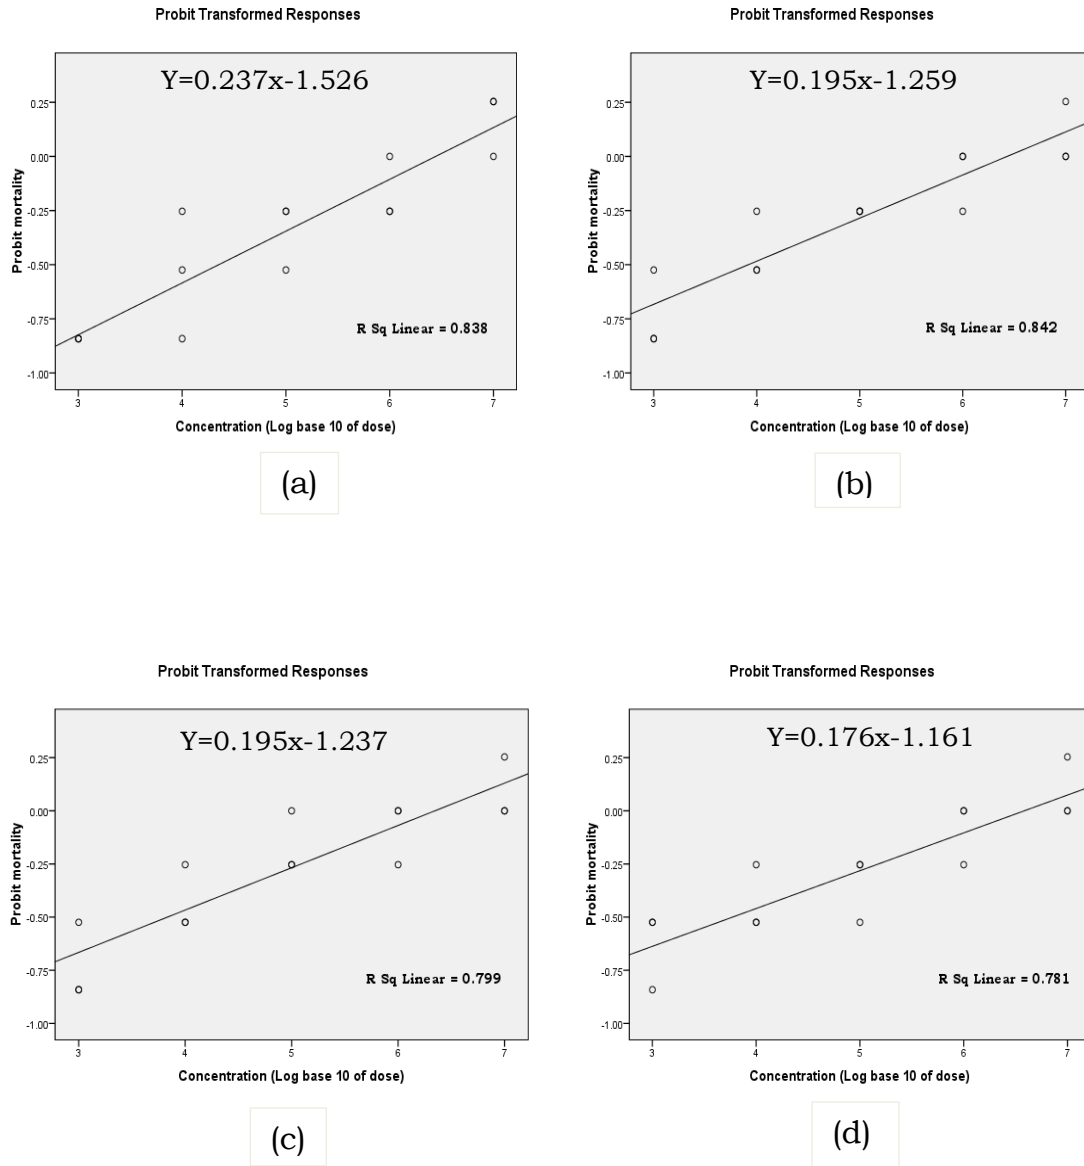 Probit Transformed Responses
Y=0.237x-1.526
0.25
0.00
-0.25
-0.50
-0.75
-1.00
Probit mortality
R Sq Linear = 0.838
3 4 5 6 7
Concentration (Log base 10 of dose)
(a)
Probit Transformed Responses
Y=0.195x-1.259
0.25
0.00
-0.25
-0.50
-0.75
-1.00
Probit mortality
R Sq Linear = 0.842
3 4 5 6 7
Concentration (Log base 10 of dose)
(b)
Probit Transformed Responses
Y=0.195x-1.237
0.25
0.00
-0.25
-0.50
-0.75
-1.00
Probit mortality
R Sq Linear = 0.799
3 4 5 6 7
Concentration (Log base 10 of dose)
(c)
Probit Transformed Responses
Y=0.176x-1.161
0.25
0.00
-0.25
-0.50
-0.75
-1.00
Probit mortality
R Sq Linear = 0.781
3 4 5 6 7
Concentration (Log base 10 of dose)
(d)